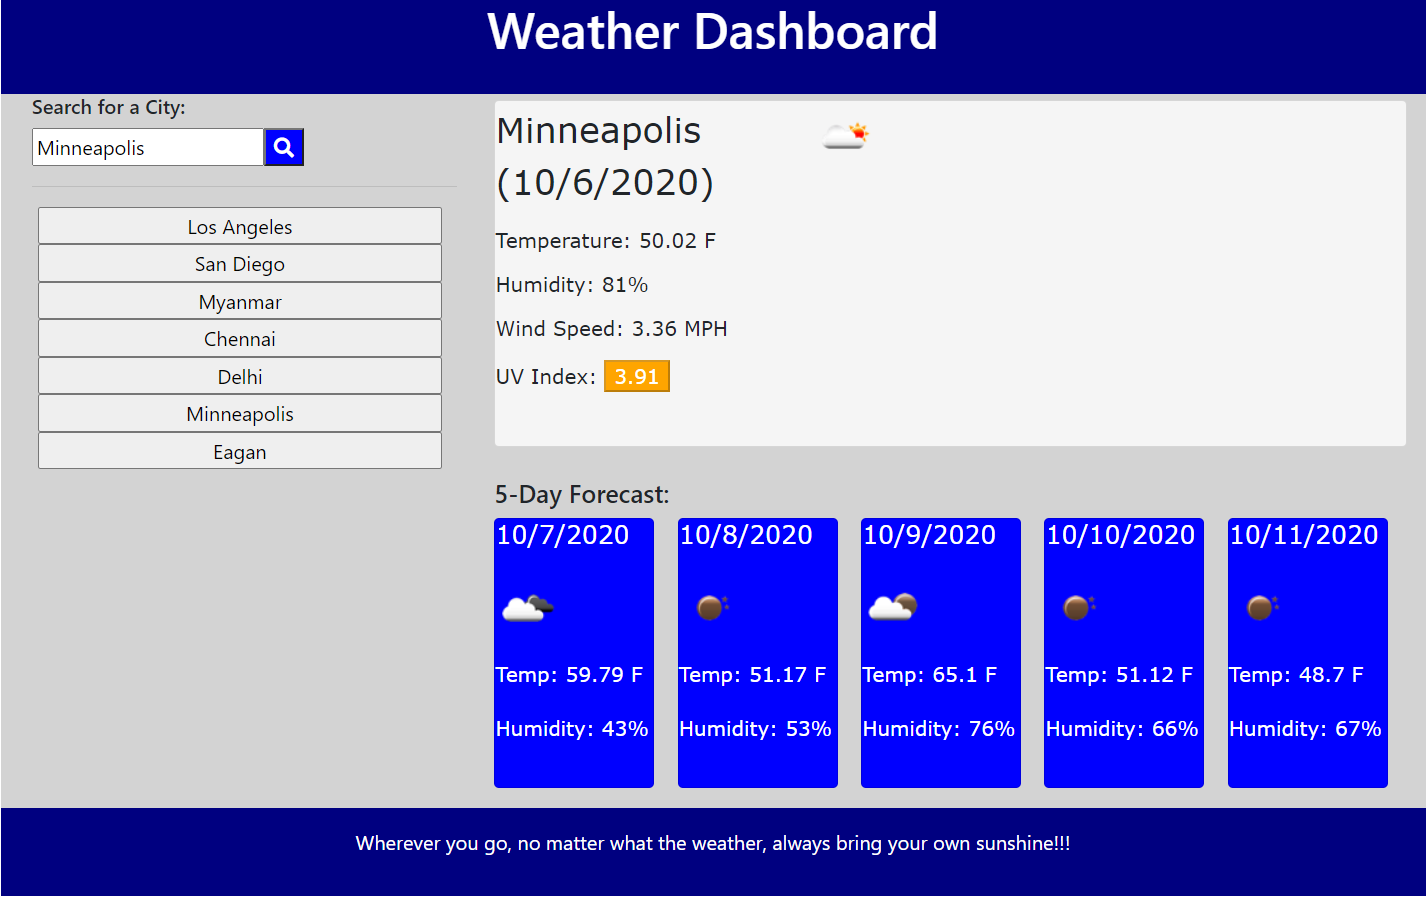 Weather Dashboard
Search for a City:
Minneapolis
Los Angeles
San Diego
Myanmar
Chennai
Delhi
Minneapolis
Eagan
Minneapolis
(10/6/2020)
Temperature: 50.02 F
Humidity: 81%
Wind Speed: 3.36 MPH
UV Index: 3.91
5-Day Forecast:
10/7/2020
Temp: 59.79 F
Humidity: 43%
10/8/2020
Temp: 51.17 F
Humidity: 53%
10/9/2020
Temp: 65.1 F
Humidity: 76%
10/10/2020
Temp: 51.12 F
Humidity: 66%
10/11/2020
Temp: 48.7 F
Humidity: 67%
Wherever you go, no matter what the weather, always bring your own sunshine!!!